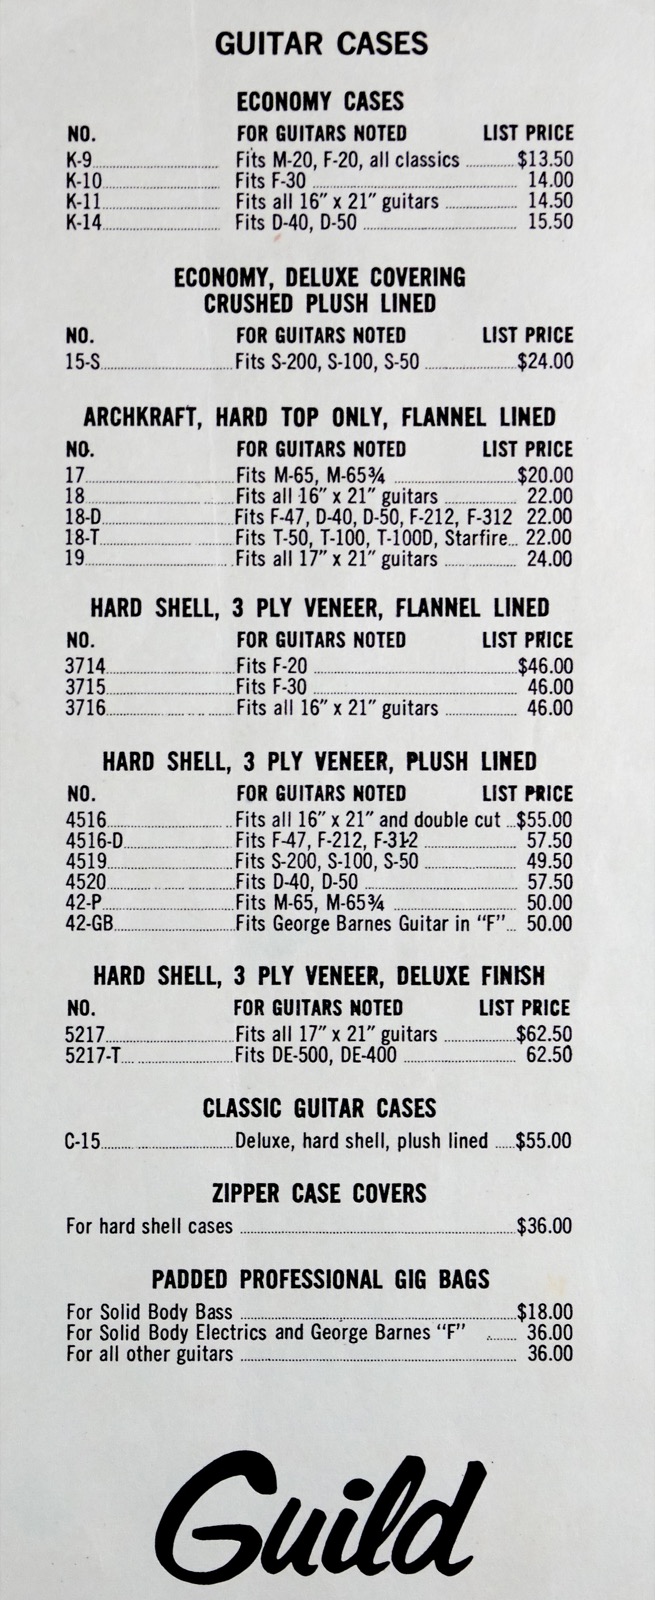 GUITAR CASES
ECONOMY CASES
NO. FOR GUITARS NOTED LIST PRICE
K-9 Fits M-20, F-20, all classics $13.50
K-10 Fits F-30 14.00
K-11 Fits all 16″ x 21″ guitars 14.50
K-14 Fits D-40, D-50 15.50
ECONOMY, DELUXE COVERING
CRUSHED PLUSH LINED
NO. FOR GUITARS NOTED LIST PRICE
15-S Fits S-200, S-100, S-50 $24.00
ARCHKRAFT, HARD TOP ONLY, FLANNEL LINED
NO. FOR GUITARS NOTED LIST PRICE
17 Fits M-65, M-65¾ $20.00
18 Fits all 16″ x 21″ guitars 22.00
18-D Fits F-47, D-40, D-50, F-212, F-312 22.00
18-T Fits T-50, T-100, T-100D, Starfire 22.00
19 Fits all 17″ x 21″ guitars 24.00
HARD SHELL, 3 PLY VENEER, FLANNEL LINED
NO. FOR GUITARS NOTED LIST PRICE
3714 Fits F-20 $46.00
3715 Fits F-30 46.00
3716 Fits all 16″ x 21″ guitars 46.00
HARD SHELL, 3 PLY VENEER, PLUSH LINED
NO. FOR GUITARS NOTED LIST PRICE
4516 Fits all 16″ x 21″ and double cut $55.00
4516-D Fits F-47, F-212, F-312 57.50
4519 Fits S-200, S-100, S-50 49.50
4520 Fits D-40, D-50 57.50
42-P Fits M-65, M-65¾ 50.00
42-GB Fits George Barnes Guitar in “F” 50.00
HARD SHELL, 3 PLY VENEER, DELUXE FINISH
NO. FOR GUITARS NOTED LIST PRICE
5217 Fits all 17″ x 21″ guitars $62.50
5217-T Fits DE-500, DE-400 62.50
CLASSIC GUITAR CASES
C-15 Deluxe, hard shell, plush lined $55.00
ZIPPER CASE COVERS
For hard shell cases $36.00
PADDED PROFESSIONAL GIG BAGS
For Solid Body Bass $18.00
For Solid Body Electrics and George Barnes “F” 36.00
For all other guitars 36.00
Guild